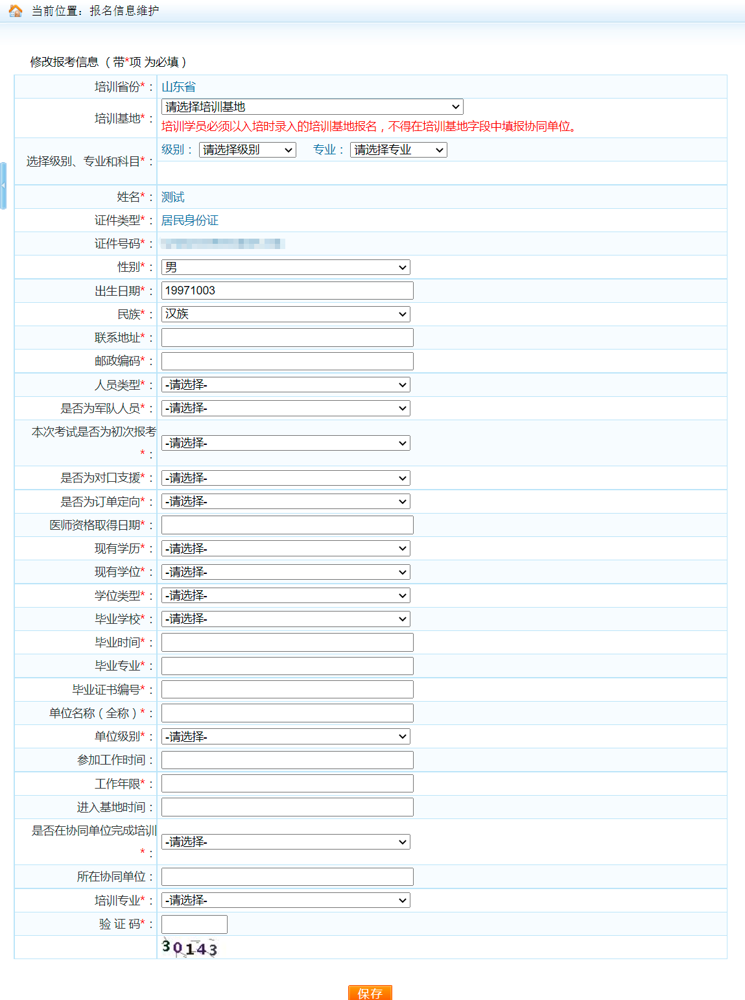 当前位置：报名信息维护
修改报考信息（带*项 为必填）
培训省份*： 山东省
培训基地*： 请选择培训基地
培训学员必须以入培时录入的培训基地报名，不得在培训基地字段中填报协同单位。
选择级别、专业和科目*： 级别： 请选择级别 专业： 请选择专业
姓名*： 测试
证件类型*： 居民身份证
证件号码*：
性别*： 男
出生日期*： 19971003
民族*： 汉族
联系地址*：
邮政编码*：
人员类型*： -请选择-
是否为军队人员*： -请选择-
本次考试是否为初次报考
*： -请选择-
是否为对口支援*： -请选择-
是否为订单定向*： -请选择-
医师资格取得日期*：
现有学历*： -请选择-
现有学位*： -请选择-
学位类型*： -请选择-
毕业学校*： -请选择-
毕业时间*：
毕业专业*：
毕业证书编号*：
单位名称（全称）*：
单位级别*： -请选择-
参加工作时间：
工作年限*：
进入基地时间：
是否在协同单位完成培训
*： -请选择-
所在协同单位：
培训专业*： -请选择-
验 证 码*：
30143
保存